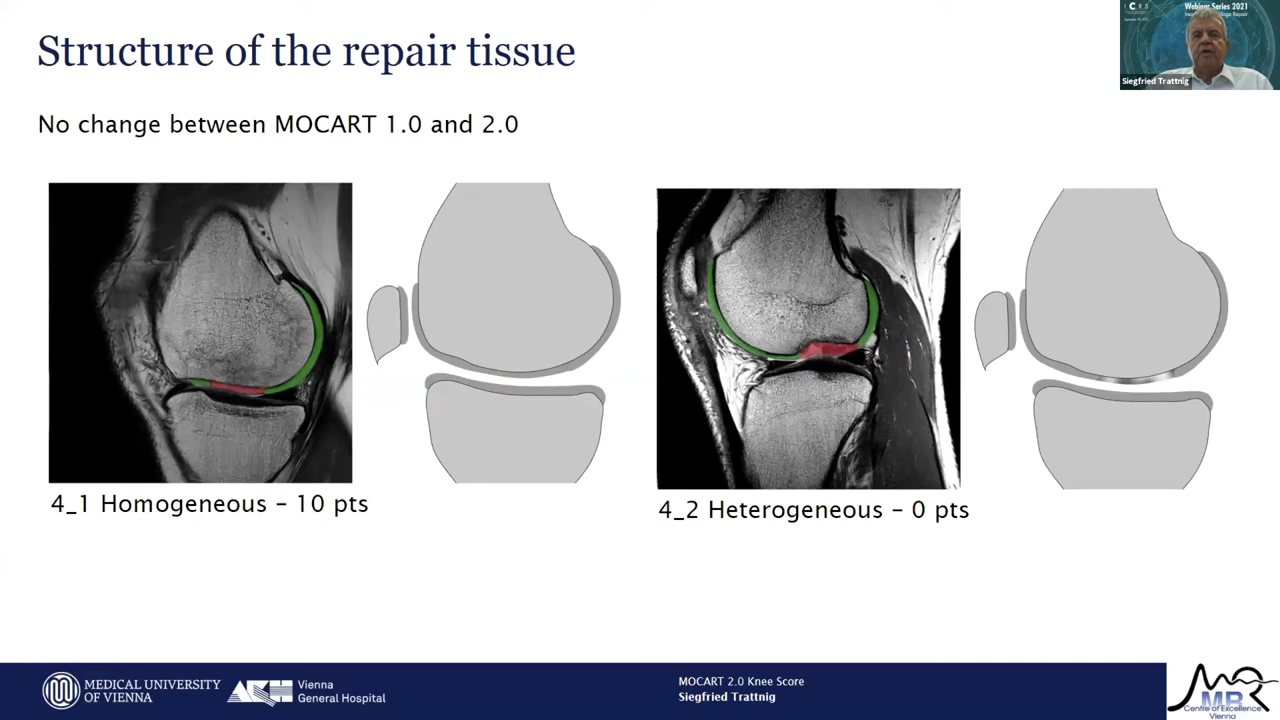 Structure of the repair tissue
No change between MOCART 1.0 and 2.0
4_1 Homogeneous – 10 pts
4_2 Heterogeneous – 0 pts
I C R S
Webinar Series 2021
Siegfried Trattnig
MEDICAL UNIVERSITY
OF VIENNA
AKH
Vienna
General Hospital
MOCART 2.0 Knee Score
Siegfried Trattnig
MR
Centre of Excellence
Vienna